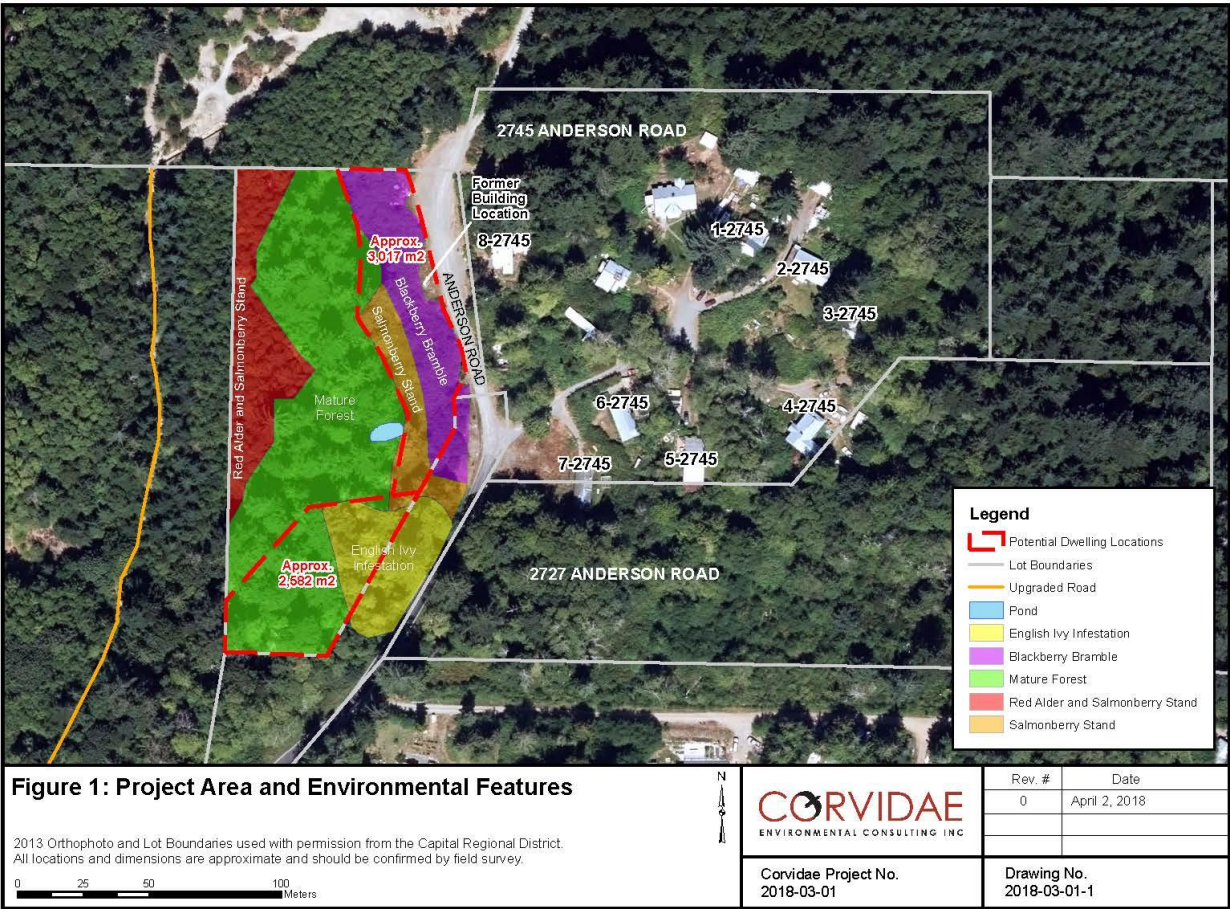 2745 ANDERSON ROAD
Former
Building
Location
8-2745
1-2745
2-2745
3-2745
4-2745
5-2745
6-2745
7-2745
Approx.
3,017 m2
ANDERSON ROAD
Blackberry Bramble
Salmonberry Stand
Red Alder and Salmonberry Stand
Mature
Forest
English Ivy
Infestation
Approx.
2,582 m2
2727 ANDERSON ROAD
Legend
Potential Dwelling Locations
Lot Boundaries
Upgraded Road
Pond
English Ivy Infestation
Blackberry Bramble
Mature Forest
Red Alder and Salmonberry Stand
Salmonberry Stand
Figure 1: Project Area and Environmental Features
2013 Orthophoto and Lot Boundaries used with permission from the Capital Regional District.
All locations and dimensions are approximate and should be confirmed by field survey.
0 25 50 100
Meters
N
CORVIDAE
ENVIRONMENTAL CONSULTING INC
Corvidae Project No.
2018-03-01
Rev. # Date
0 April 2, 2018
Drawing No.
2018-03-01-1